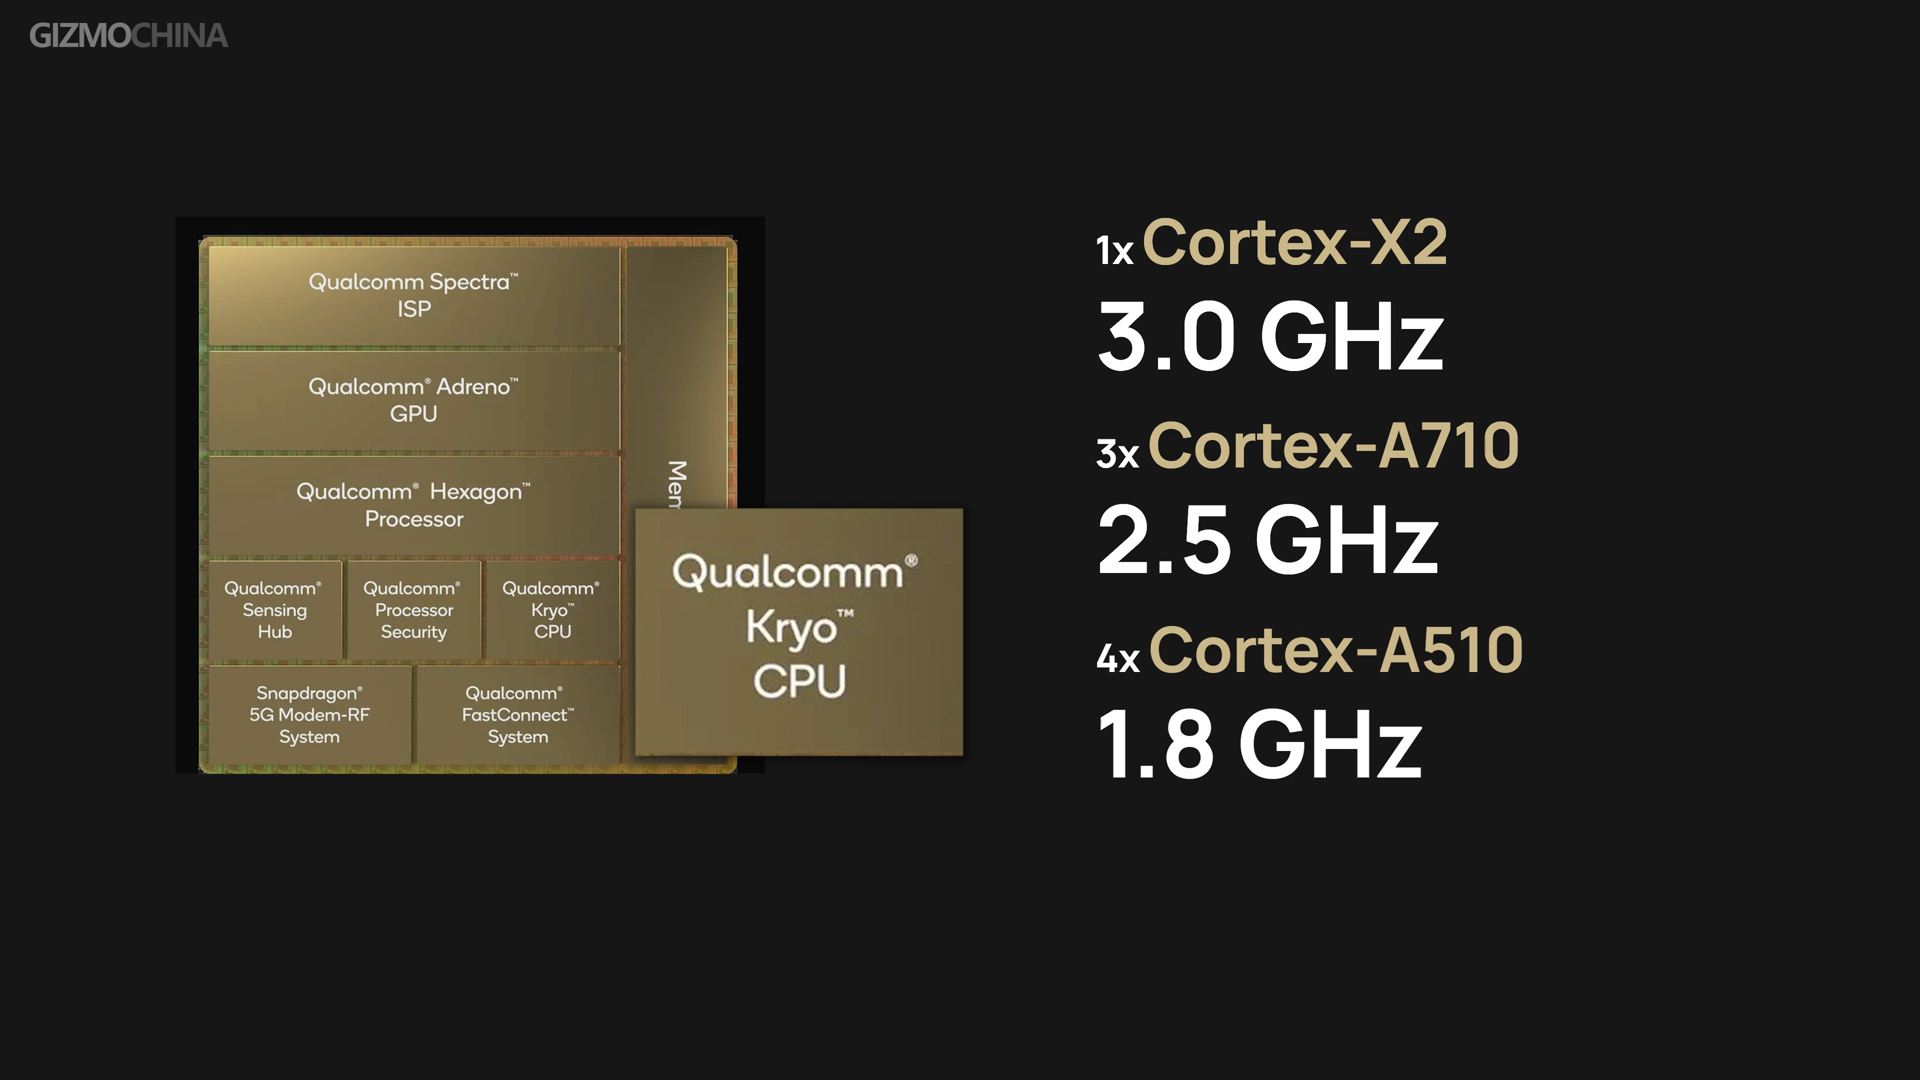 GIZMOCHINA
Qualcomm Spectra™
ISP
Qualcomm® Adreno™
GPU
Qualcomm® Hexagon™
Processor
Qualcomm®
Sensing
Hub
Qualcomm®
Processor
Security
Qualcomm®
Kryo™
CPU
Snapdragon®
5G Modem-RF
System
Qualcomm®
FastConnect™
System
Qualcomm®
Kryo™
CPU
1x Cortex-X2
3.0 GHz
3x Cortex-A710
2.5 GHz
4x Cortex-A510
1.8 GHz